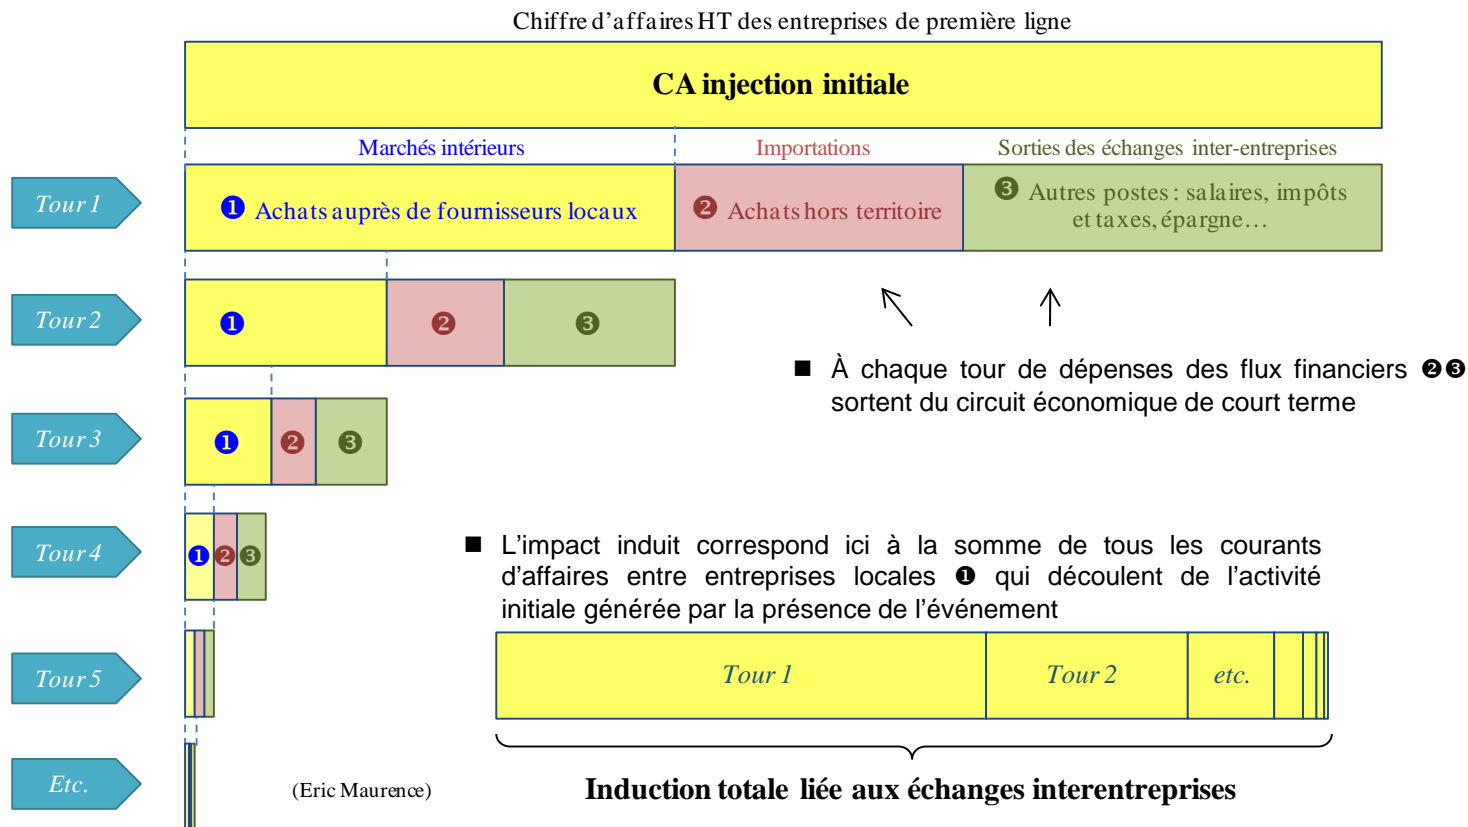 Chiffre d'affaires HT des entreprises de première ligne
CA injection initiale
Marchés intérieurs
Importations
Sorties des échanges inter-entreprises
Tour 1
❶ Achats auprès de fournisseurs locaux
❷ Achats hors territoire
❸ Autres postes : salaires, impôts
et taxes, épargne…
Tour 2
❶
❷
❸
■ À chaque tour de dépenses des flux financiers ❷❸
sortent du circuit économique de court terme
Tour 3
❶
❷
❸
Tour 4
❶
❷
❸
■ L'impact induit correspond ici à la somme de tous les courants
d'affaires entre entreprises locales ❶ qui découlent de l'activité
initiale générée par la présence de l'événement
Tour 5
Tour 1
Tour 2
etc.
Etc.
(Eric Maurence)
Induction totale liée aux échanges interentreprises